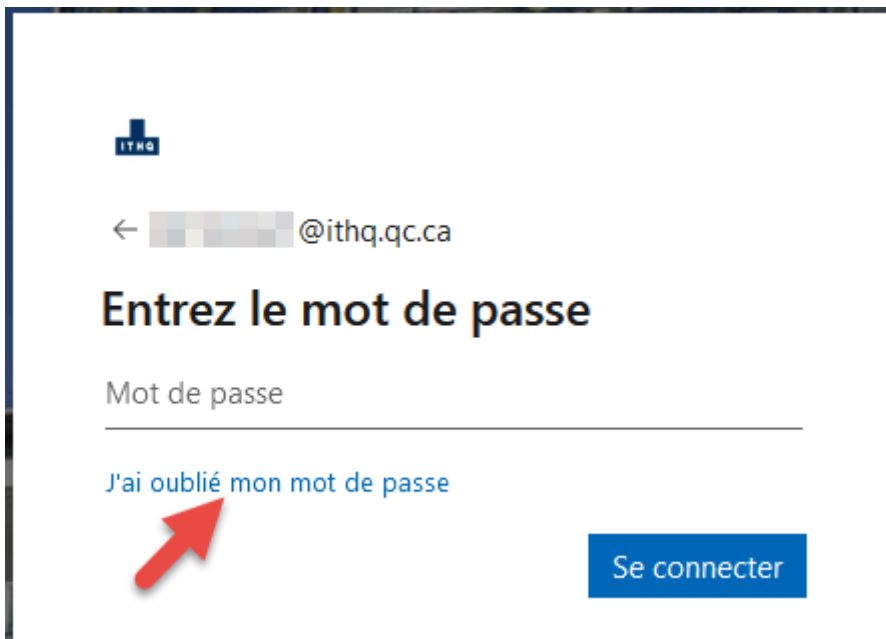 ITHQ
@ithq.qc.ca
Entrez le mot de passe
Mot de passe
J'ai oublié mon mot de passe
Se connecter